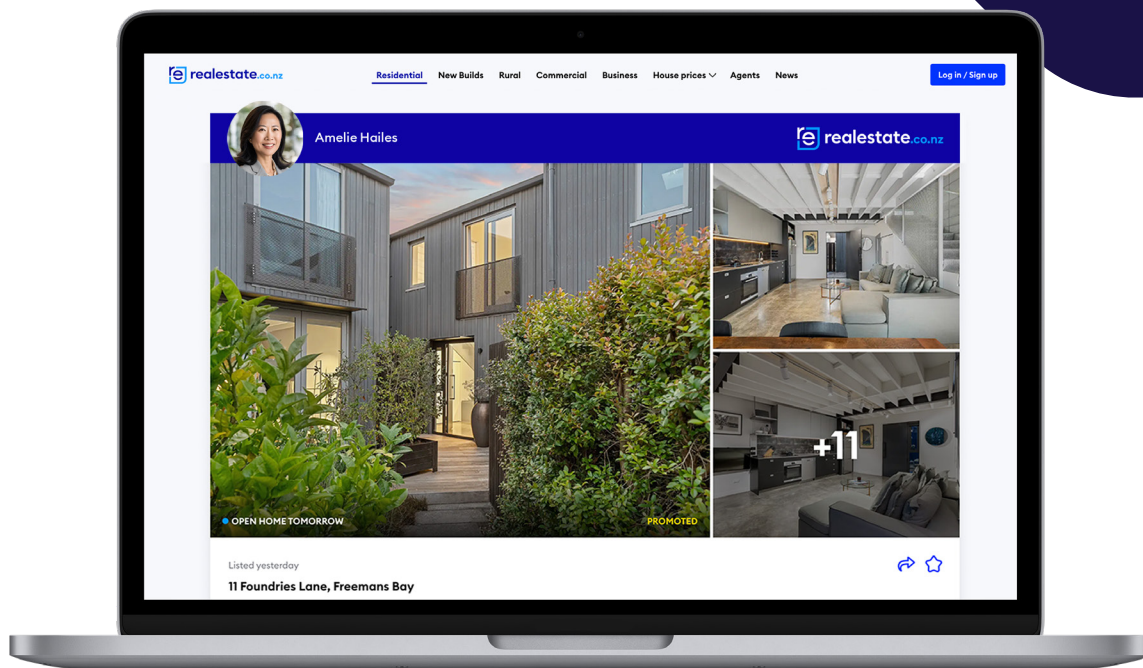 realestate.co.nz
Residential New Builds Rural Commercial Business House prices Agents News
Log in / Sign up
Amelie Hailes
realestate.co.nz
+11
OPEN HOME TOMORROW
PROMOTED
Listed yesterday
11 Foundries Lane, Freemans Bay